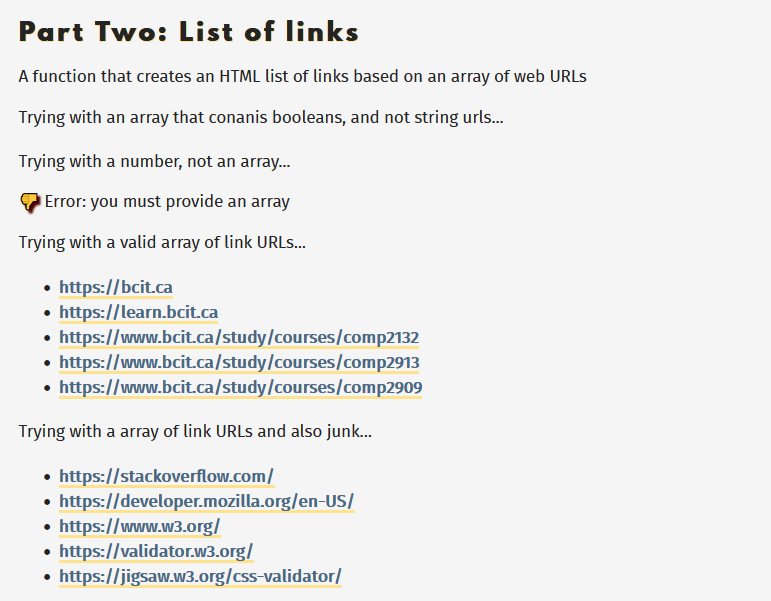 Part Two: List of links
A function that creates an HTML list of links based on an array of web URLs
Trying with an array that conanis booleans, and not string urls...
Trying with a number, not an array...
Error: you must provide an array
Trying with a valid array of link URLs...
https://bcit.ca
https://learn.bcit.ca
https://www.bcit.ca/study/courses/comp2132
https://www.bcit.ca/study/courses/comp2913
https://www.bcit.ca/study/courses/comp2909
Trying with a array of link URLs and also junk...
https://stackoverflow.com/
https://developer.mozilla.org/en-US/
https://www.w3.org/
https://validator.w3.org/
https://jigsaw.w3.org/css-validator/